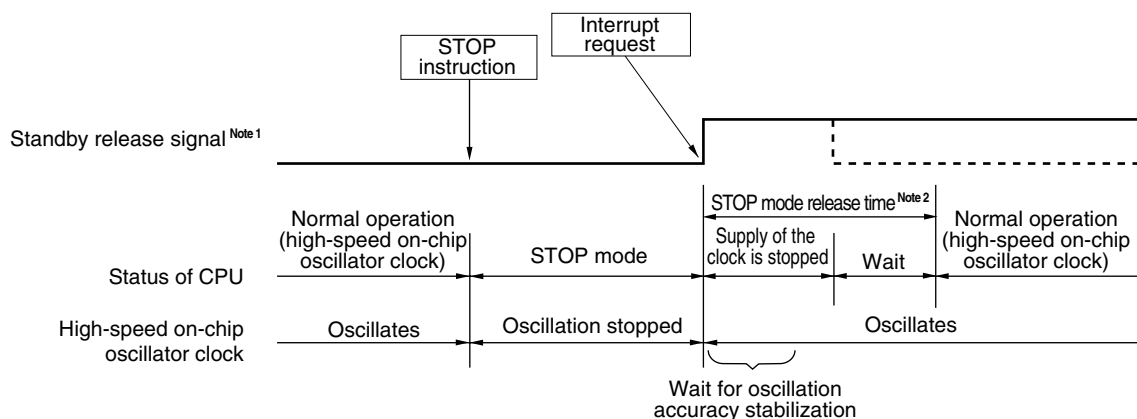 Interrupt
request
STOP
instruction
Standby release signal Note 1
STOP mode release time Note 2
Normal operation
(high-speed on-chip
oscillator clock)
Supply of the
clock is stopped
Normal operation
(high-speed on-chip
oscillator clock)
Status of CPU
STOP mode
Wait
High-speed on-chip
oscillator clock
Oscillates
Oscillation stopped
Oscillates
Wait for oscillation
accuracy stabilization